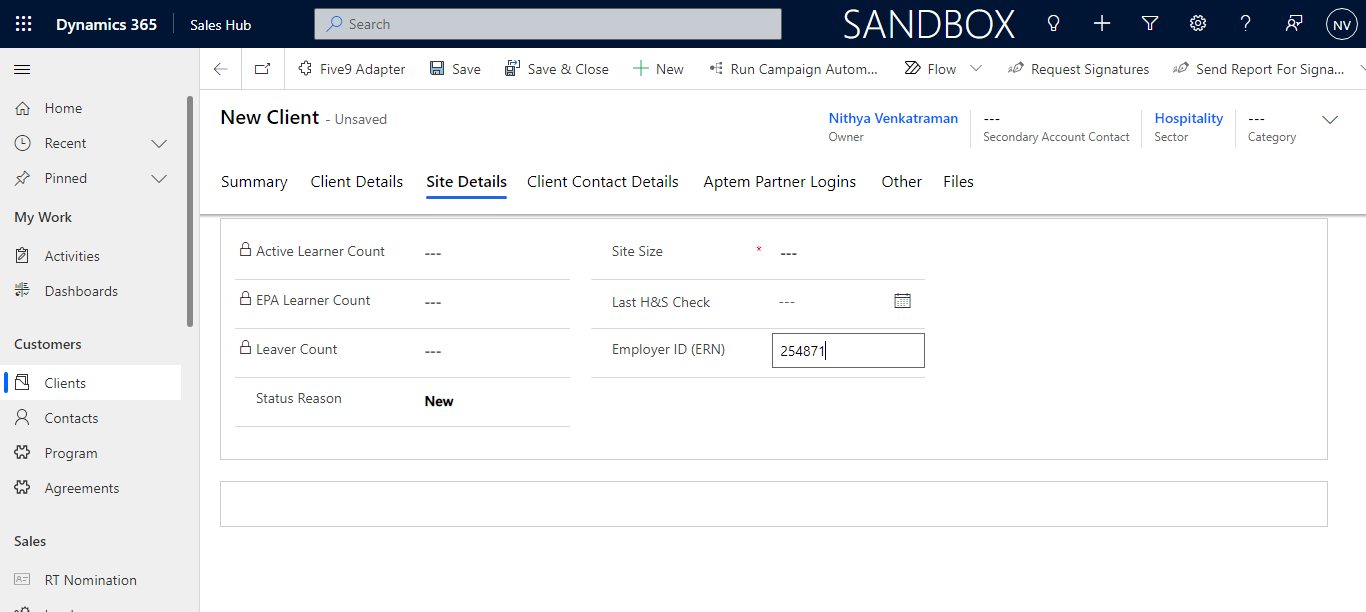 Dynamics 365 Sales Hub Search SANDBOX NV
Five9 Adapter Save Save & Close New Run Campaign Autom... Flow Request Signatures Send Report For Signa...
Home
Recent
Pinned
My Work
Activities
Dashboards
Customers
Clients
Contacts
Program
Agreements
Sales
RT Nomination
New Client - Unsaved
Nithya Venkatraman
Owner
---
Secondary Account Contact
Hospitality
Sector
---
Category
Summary Client Details Site Details Client Contact Details Aptem Partner Logins Other Files
Active Learner Count ---
EPA Learner Count ---
Leaver Count ---
Status Reason New
Site Size * ---
Last H&S Check ---
Employer ID (ERN) 254871